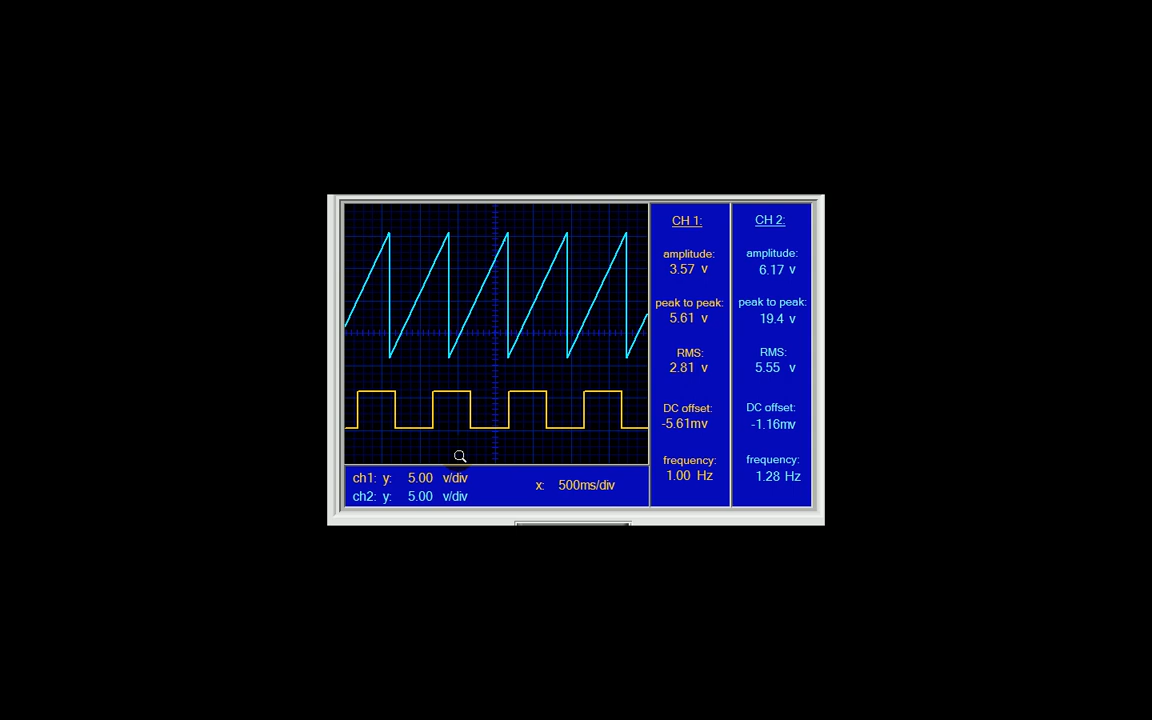 CH 1:
amplitude:
3.57 v
peak to peak:
5.61 v
RMS:
2.81 v
DC offset:
-5.61mv
frequency:
1.00 Hz
CH 2:
amplitude:
6.17 v
peak to peak:
19.4 v
RMS:
5.55 v
DC offset:
-1.16mv
frequency:
1.28 Hz
ch1: y: 5.00 v/div
ch2: y: 5.00 v/div
x: 500ms/div